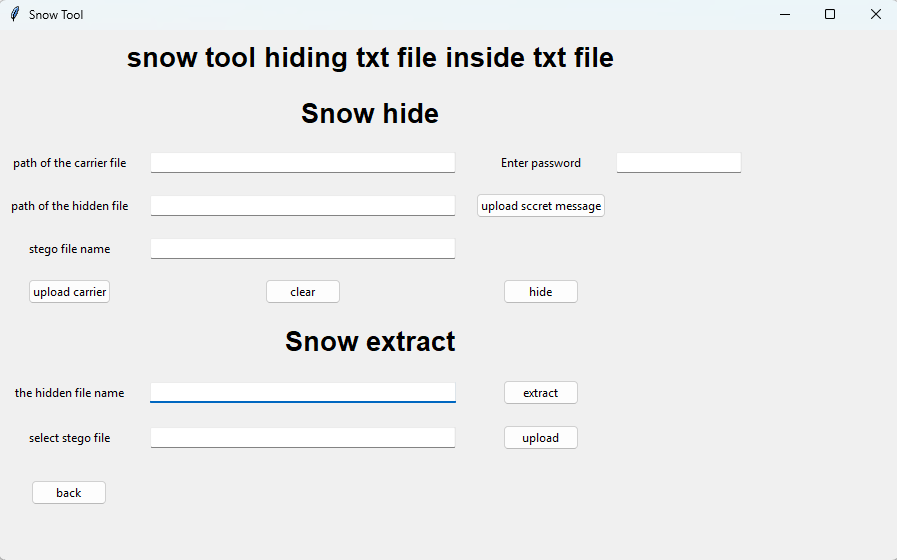 Snow Tool
snow tool hiding txt file inside txt file
Snow hide
path of the carrier file
Enter password
path of the hidden file
upload sccret message
stego file name
upload carrier
clear
hide
Snow extract
the hidden file name
extract
select stego file
upload
back